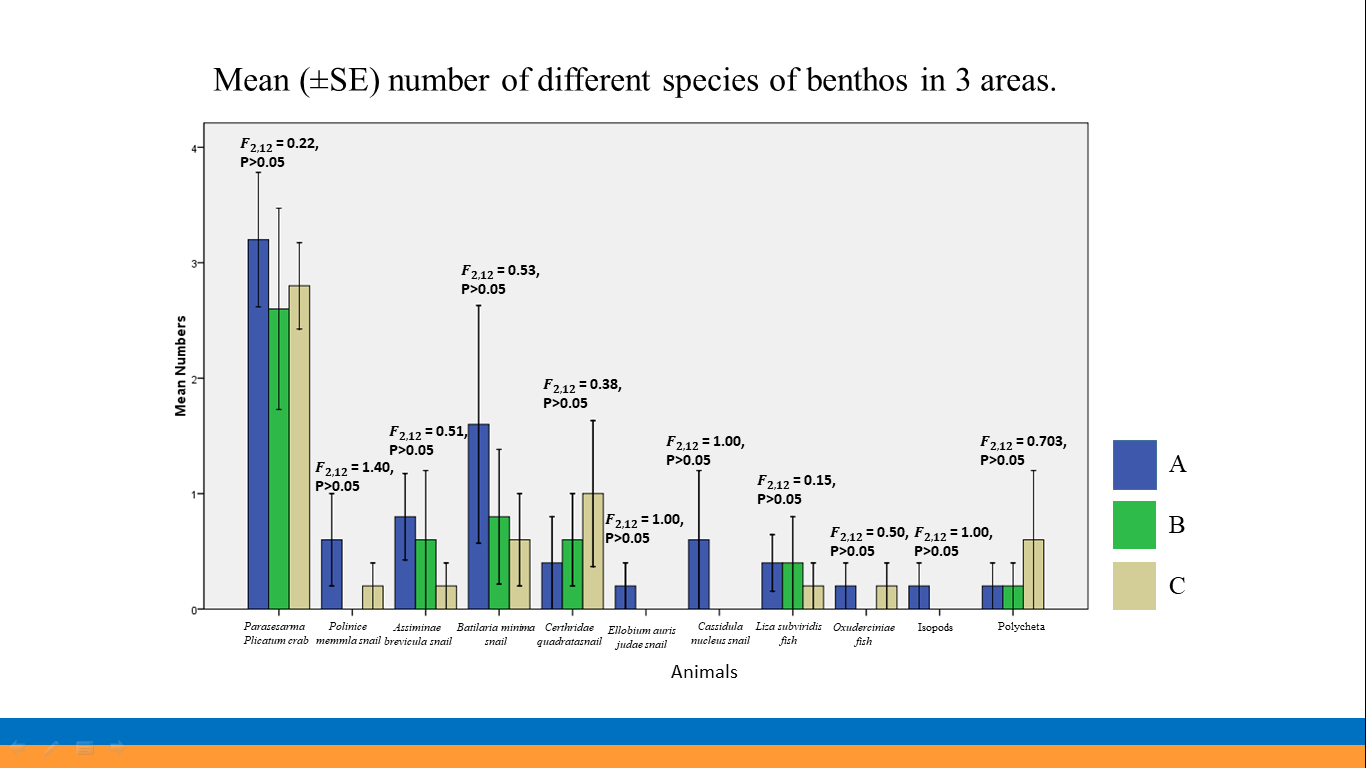 Mean (±SE) number of different species of benthos in 3 areas.
F2,12 = 0.22,
P>0.05
F2,12 = 1.40,
P>0.05
F2,12 = 0.51,
P>0.05
F2,12 = 0.53,
P>0.05
F2,12 = 0.38,
P>0.05
F2,12 = 1.00,
P>0.05
F2,12 = 1.00,
P>0.05
F2,12 = 0.15,
P>0.05
F2,12 = 0.50,
P>0.05
F2,12 = 1.00,
P>0.05
F2,12 = 0.703,
P>0.05
Mean Numbers
4
3
2
1
0
Parasesarma
Plicatum crab
Polinice
memmla snail
Assiminae
brevicula snail
Batilaria minima
snail
Certhridae
quadratasnail
Ellobium auris
judae snail
Cassidula
nucleus snail
Liza subviridis
fish
Oxuderciniae
fish
Isopods
Polycheta
Animals
A
B
C